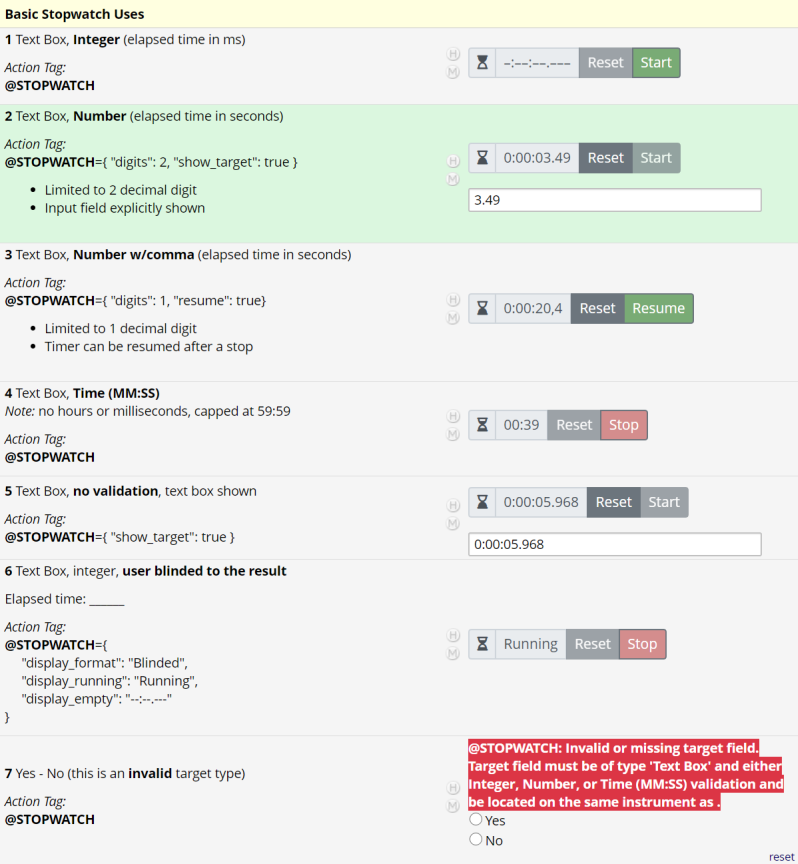 Basic Stopwatch Uses
1 Text Box, Integer (elapsed time in ms)
Action Tag:
@STOPWATCH
H
M
–:––:––.––– Reset Start
2 Text Box, Number (elapsed time in seconds)
Action Tag:
@STOPWATCH={ "digits": 2, "show_target": true }
• Limited to 2 decimal digit
• Input field explicitly shown
H
M
0:00:03.49 Reset Start
3.49
3 Text Box, Number w/comma (elapsed time in seconds)
Action Tag:
@STOPWATCH={ "digits": 1, "resume": true}
• Limited to 1 decimal digit
• Timer can be resumed after a stop
H
M
0:00:20,4 Reset Resume
4 Text Box, Time (MM:SS)
Note: no hours or milliseconds, capped at 59:59
Action Tag:
@STOPWATCH
H
M
00:39 Reset Stop
5 Text Box, no validation, text box shown
Action Tag:
@STOPWATCH={ "show_target": true }
H
M
0:00:05.968 Reset Start
0:00:05.968
6 Text Box, integer, user blinded to the result
Elapsed time: ______
Action Tag:
@STOPWATCH={
"display_format": "Blinded",
"display_running": "Running",
"display_empty": "--:--.---"
}
H
M
Running Reset Stop
7 Yes - No (this is an invalid target type)
Action Tag:
@STOPWATCH
H
M
@STOPWATCH: Invalid or missing target field.
Target field must be of type 'Text Box' and either
Integer, Number, or Time (MM:SS) validation and
be located on the same instrument as .
Yes
No
reset